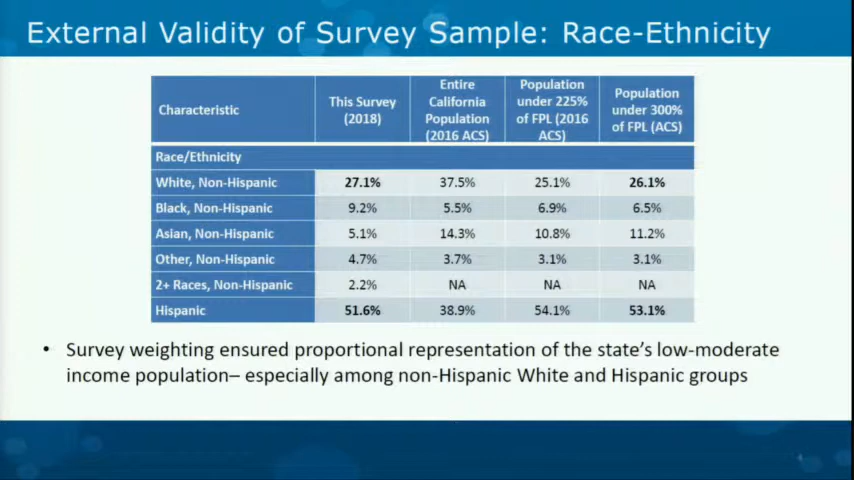 External Validity of Survey Sample: Race-Ethnicity
Characteristic
This Survey
(2018)
Entire
California
Population
(2016 ACS)
Population
under 225%
of FPL (2016
ACS)
Population
under 300%
of FPL (ACS)
Race/Ethnicity
White, Non-Hispanic 27.1% 37.5% 25.1% 26.1%
Black, Non-Hispanic 9.2% 5.5% 6.9% 6.5%
Asian, Non-Hispanic 5.1% 14.3% 10.8% 11.2%
Other, Non-Hispanic 4.7% 3.7% 3.1% 3.1%
2+ Races, Non-Hispanic 2.2% NA NA NA
Hispanic 51.6% 38.9% 54.1% 53.1%
• Survey weighting ensured proportional representation of the state's low-moderate
income population– especially among non-Hispanic White and Hispanic groups